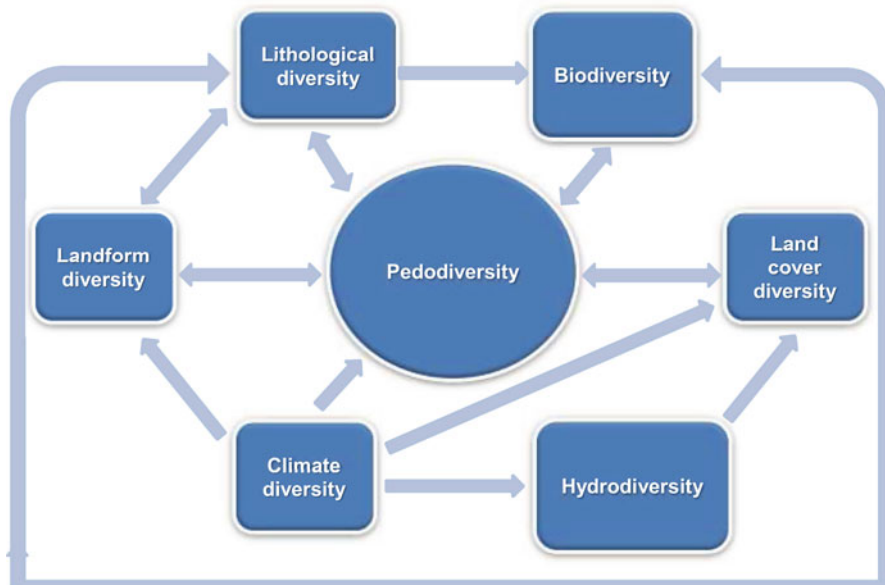 Lithological
diversity
Biodiversity
Landform
diversity
Pedodiversity
Land
cover
diversity
Climate
diversity
Hydrodiversity